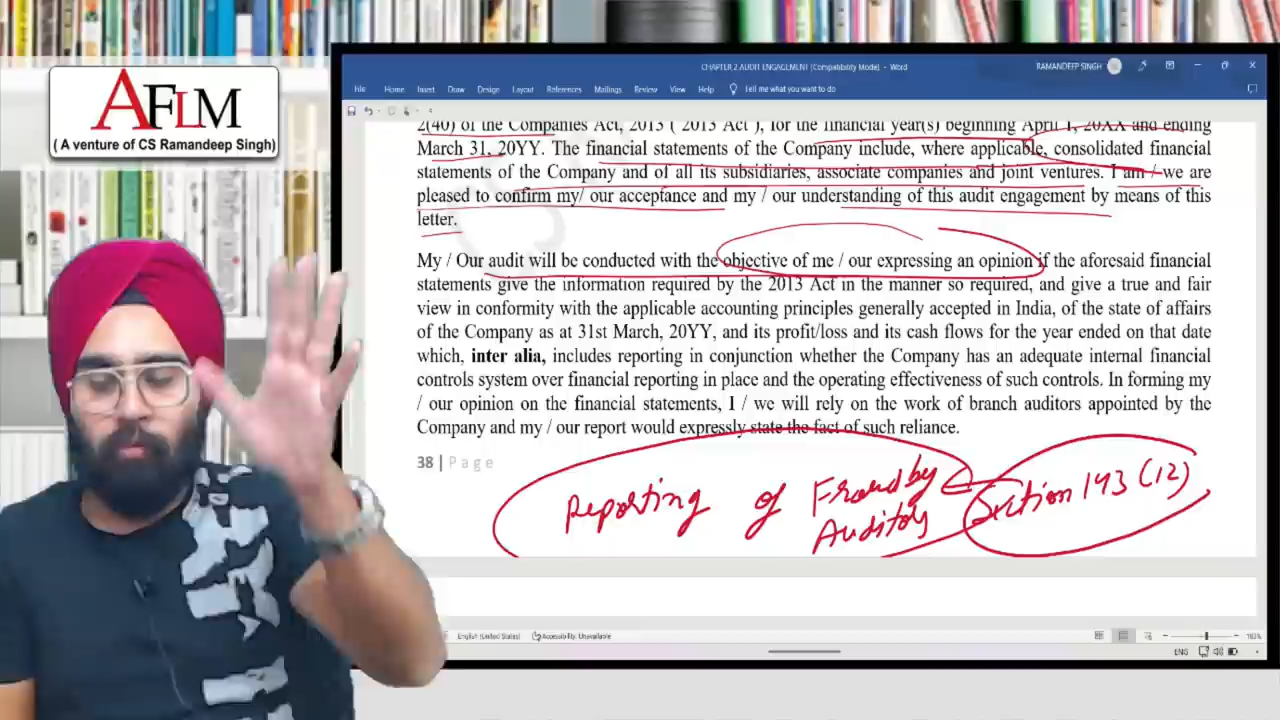 AFLM
( A venture of CS Ramandeep Singh)
CHAPTER 2 AUDIT ENGAGEMENT (Compatibility Mode) - Word
RAMANDEEP SINGH
File Home Insert Draw Design Layout References Mailings Review View Help Tell me what you want to do
2(40) of the Companies Act, 2013 ( 2013 Act ), for the financial year(s) beginning April 1, 20XX and ending
March 31, 20YY. The financial statements of the Company include, where applicable, consolidated financial
statements of the Company and of all its subsidiaries, associate companies and joint ventures. I am / we are
pleased to confirm my/ our acceptance and my / our understanding of this audit engagement by means of this
letter.
My / Our audit will be conducted with the objective of me / our expressing an opinion if the aforesaid financial
statements give the information required by the 2013 Act in the manner so required, and give a true and fair
view in conformity with the applicable accounting principles generally accepted in India, of the state of affairs
of the Company as at 31st March, 20YY, and its profit/loss and its cash flows for the year ended on that date
which, inter alia, includes reporting in conjunction whether the Company has an adequate internal financial
controls system over financial reporting in place and the operating effectiveness of such controls. In forming my
/ our opinion on the financial statements, I / we will rely on the work of branch auditors appointed by the
Company and my / our report would expressly state the fact of such reliance.
38 | Page
Reporting of Fraud by Section 143 (12)
Auditors
English (United States) Accessibility: Unavailable
ENG